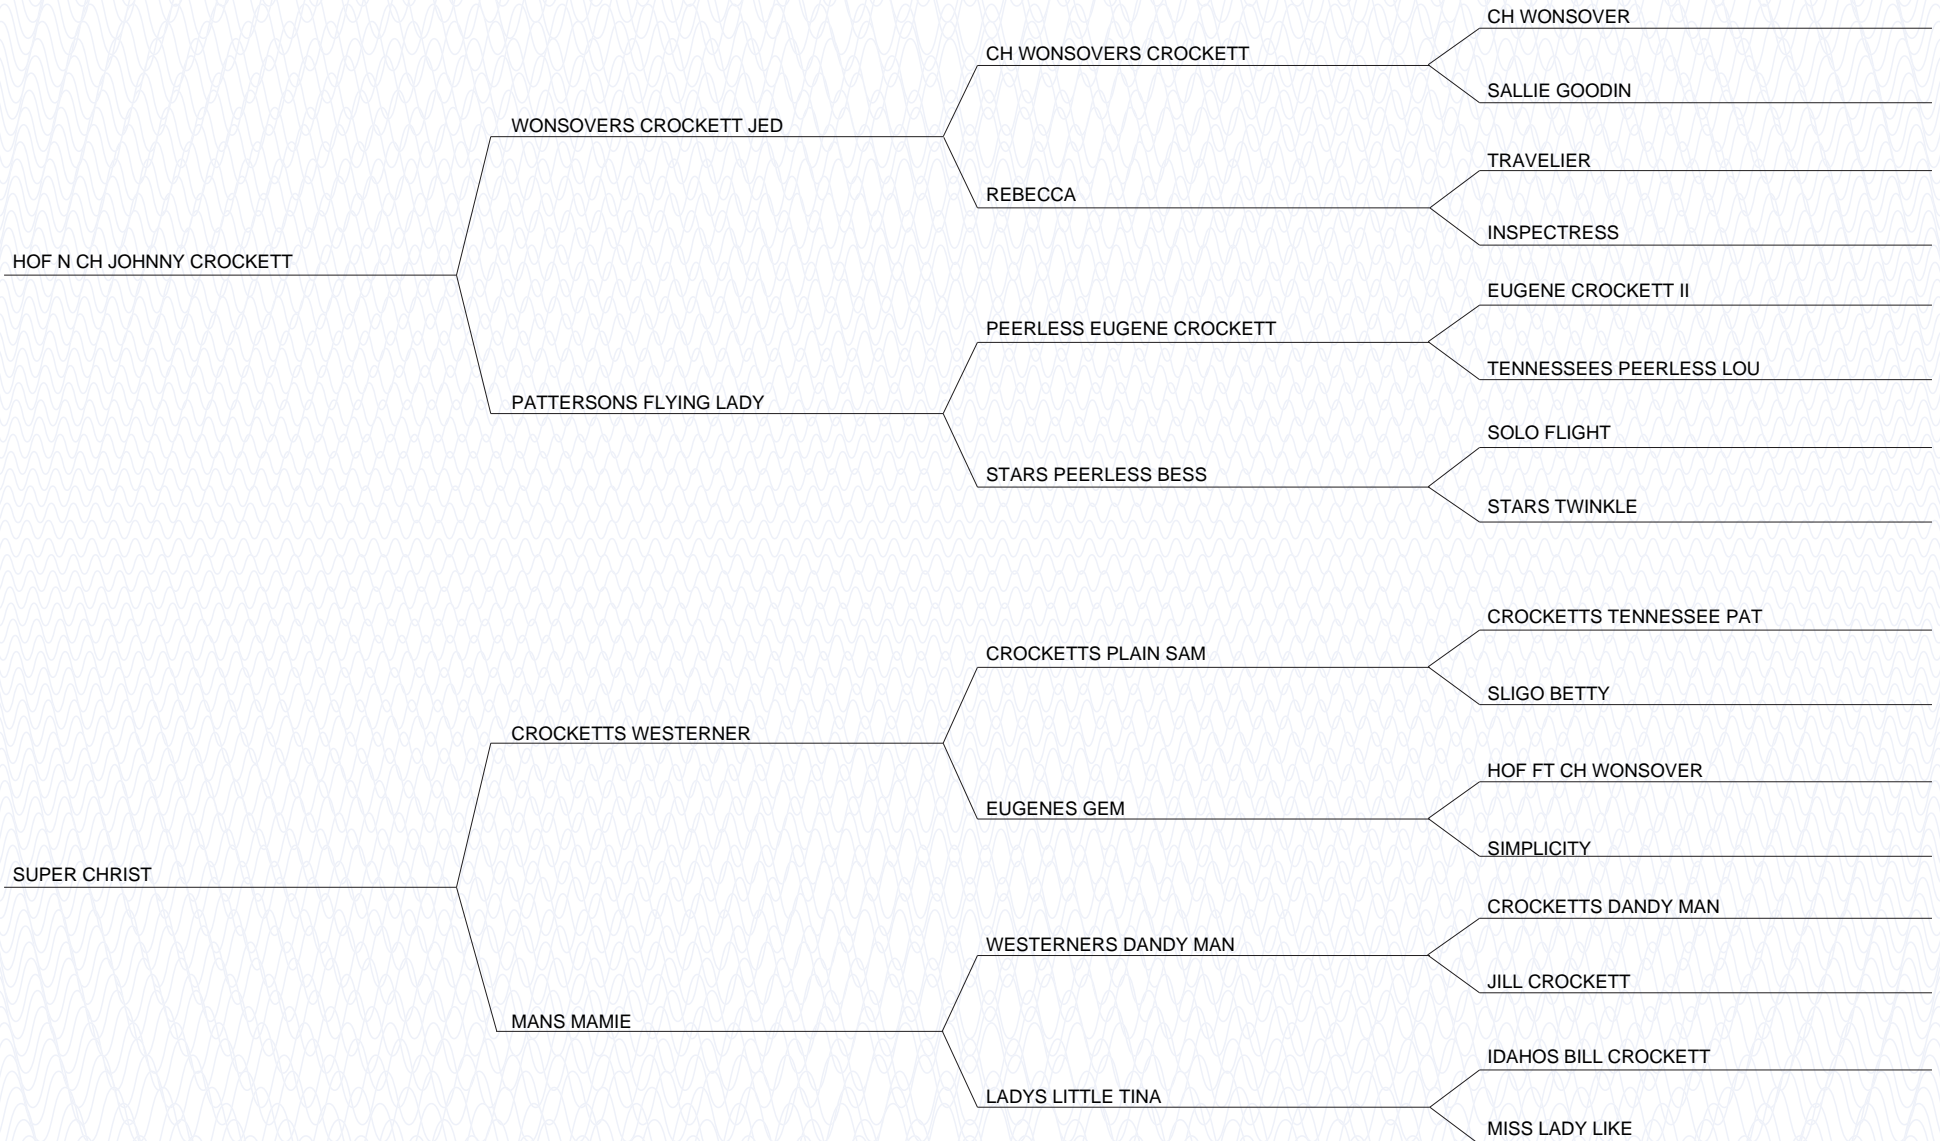 CH WONSOVER
CH WONSOVERS CROCKETT
SALLIE GOODIN
WONSOVERS CROCKETT JED
TRAVELIER
REBECCA
INSPECTRESS
HOF N CH JOHNNY CROCKETT
EUGENE CROCKETT II
PEERLESS EUGENE CROCKETT
TENNESSEES PEERLESS LOU
PATTERSONS FLYING LADY
SOLO FLIGHT
STARS PEERLESS BESS
STARS TWINKLE
CROCKETTS TENNESSEE PAT
CROCKETTS PLAIN SAM
SLIGO BETTY
CROCKETTS WESTERNER
HOF FT CH WONSOVER
EUGENES GEM
SIMPLICITY
SUPER CHRIST
CROCKETTS DANDY MAN
WESTERNERS DANDY MAN
JILL CROCKETT
MANS MAMIE
IDAHOS BILL CROCKETT
LADYS LITTLE TINA
MISS LADY LIKE